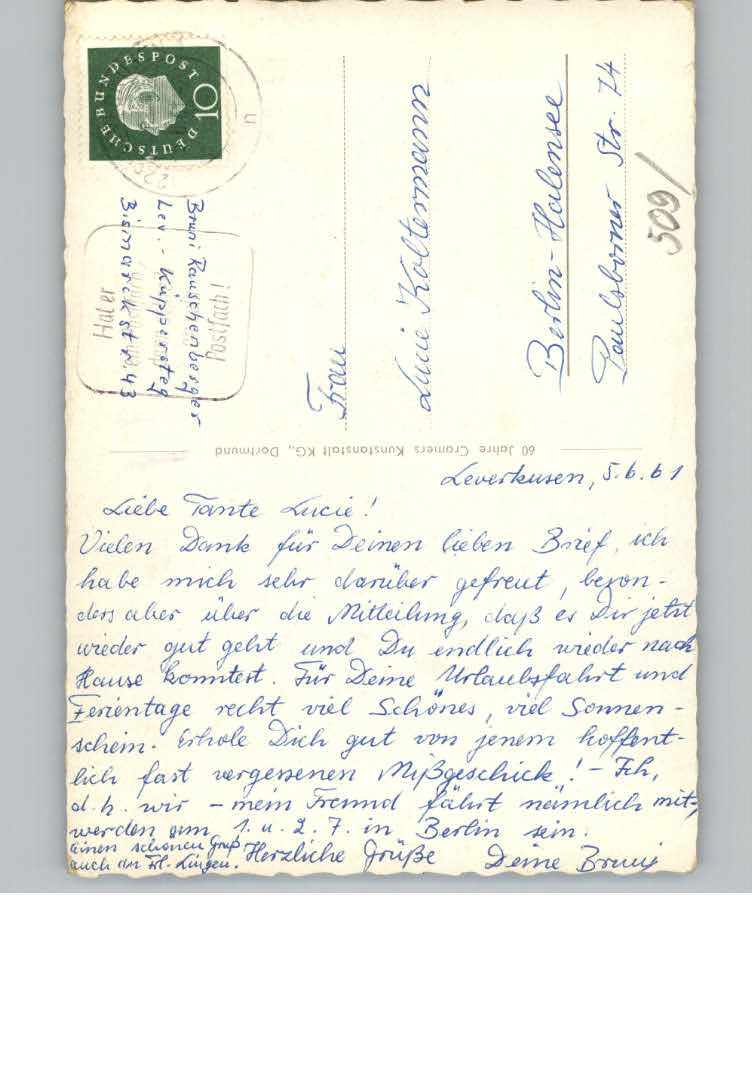 DEUTSCHE BUNDESPOST
10
Bruni Rauschenberger
Lev.-Küppersteg
Bismarckstr. 43
Hater
Postfach!
Frau
Lucie Koltermann
Berlin-Halensee
Paulsborner Str. 74
509/
60 Jahre Cramers Kunstanstalt KG., Dortmund
Leverkusen, 5.6.61
Liebe Tante Lucie!
Vielen Dank für Deinen lieben Brief, ich
habe mich sehr darüber gefreut, beson-
ders aber über die Mitteilung, daß es Dir jetzt
wieder gut geht und Du endlich wieder nach
Hause konntest. Für Deine Urlaubsfahrt und
Ferientage recht viel Schönes, viel Sonnen-
schein. Erhole Dich gut von jenem hoffent-
lich fast vergessenen Mißgeschick! - Ich,
d.h. wir - mein Freund fährt nämlich mit,
werden am 1. u. 2. 7. in Berlin sein.
Einen schönen Gruß
auch an Frl. Lingen.
Herzliche Grüße Deine Bruni